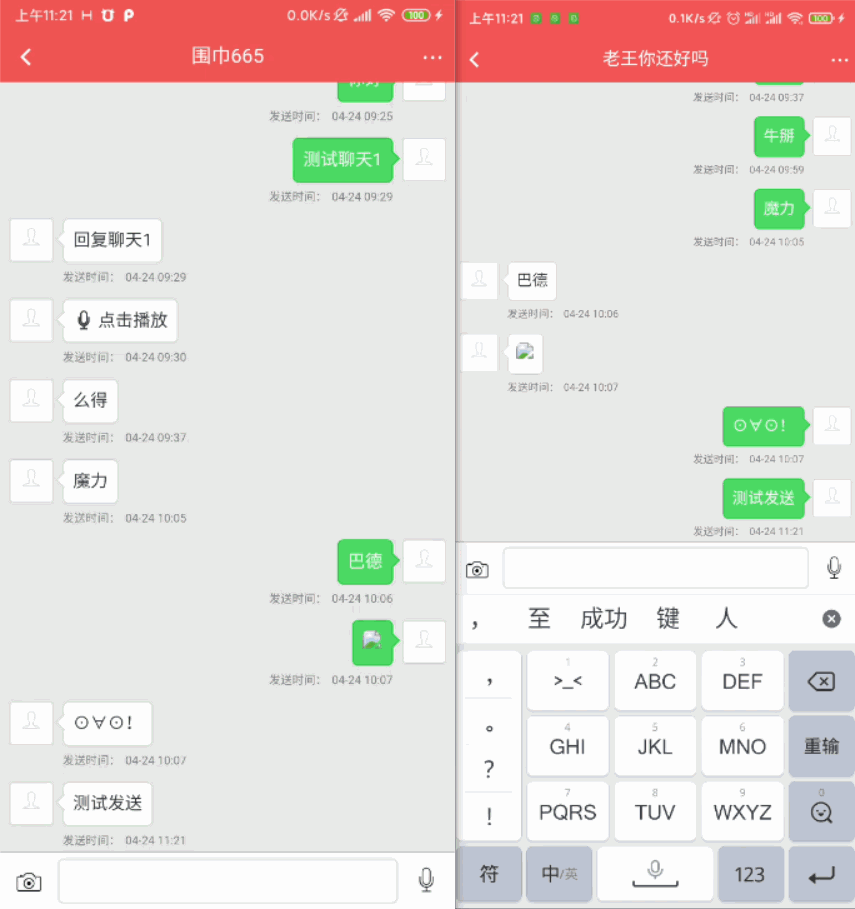 上午11:21
0.0K/s
100
围巾665
你好
发送时间： 04-24 09:25
测试聊天1
发送时间： 04-24 09:29
回复聊天1
发送时间： 04-24 09:29
点击播放
发送时间： 04-24 09:30
么得
发送时间： 04-24 09:37
魔力
发送时间： 04-24 10:05
巴德
发送时间： 04-24 10:06
发送时间： 04-24 10:07
⊙∀⊙！
发送时间： 04-24 10:07
测试发送
发送时间： 04-24 11:21
上午11:21
0.1K/s
100
老王你还好吗
发送时间： 04-24 09:37
牛掰
发送时间： 04-24 09:59
魔力
发送时间： 04-24 10:05
巴德
发送时间： 04-24 10:06
发送时间： 04-24 10:07
⊙∀⊙！
发送时间： 04-24 10:07
测试发送
发送时间： 04-24 11:21
， 至 成功 键 人
，
。
？
！
1
>_<
2
ABC
3
DEF
4
GHI
5
JKL
6
MNO
重输
7
PQRS
8
TUV
9
WXYZ
0
符
中/英
123